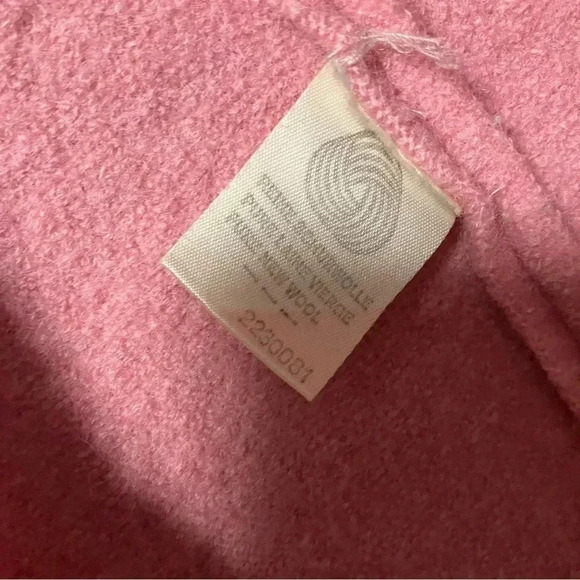 REINE SCHURWOLLE
PURE LAINE VIERGE
PURE NEW WOOL
2230031